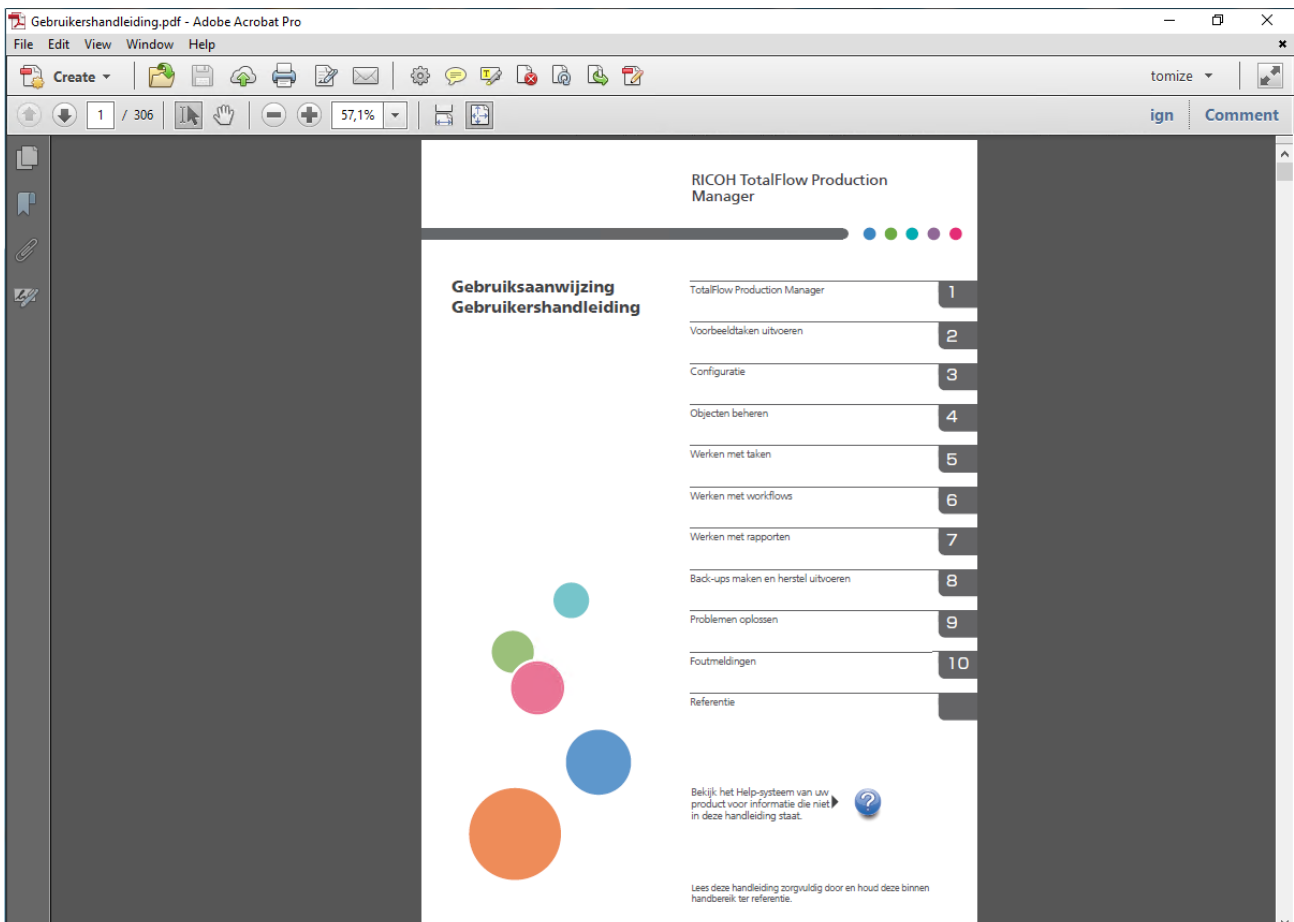 Gebruikershandleiding.pdf - Adobe Acrobat Pro
File Edit View Window Help
Create
tomize
1 / 306
57,1%
ign
Comment
RICOH TotalFlow Production
Manager
Gebruiksaanwijzing
Gebruikershandleiding
TotalFlow Production Manager 1
Voorbeeldtaken uitvoeren 2
Configuratie 3
Objecten beheren 4
Werken met taken 5
Werken met workflows 6
Werken met rapporten 7
Back-ups maken en herstel uitvoeren 8
Problemen oplossen 9
Foutmeldingen 10
Referentie
Bekijk het Help-systeem van uw
product voor informatie die niet
in deze handleiding staat.
?
Lees deze handleiding zorgvuldig door en houd deze binnen
handbereik ter referentie.